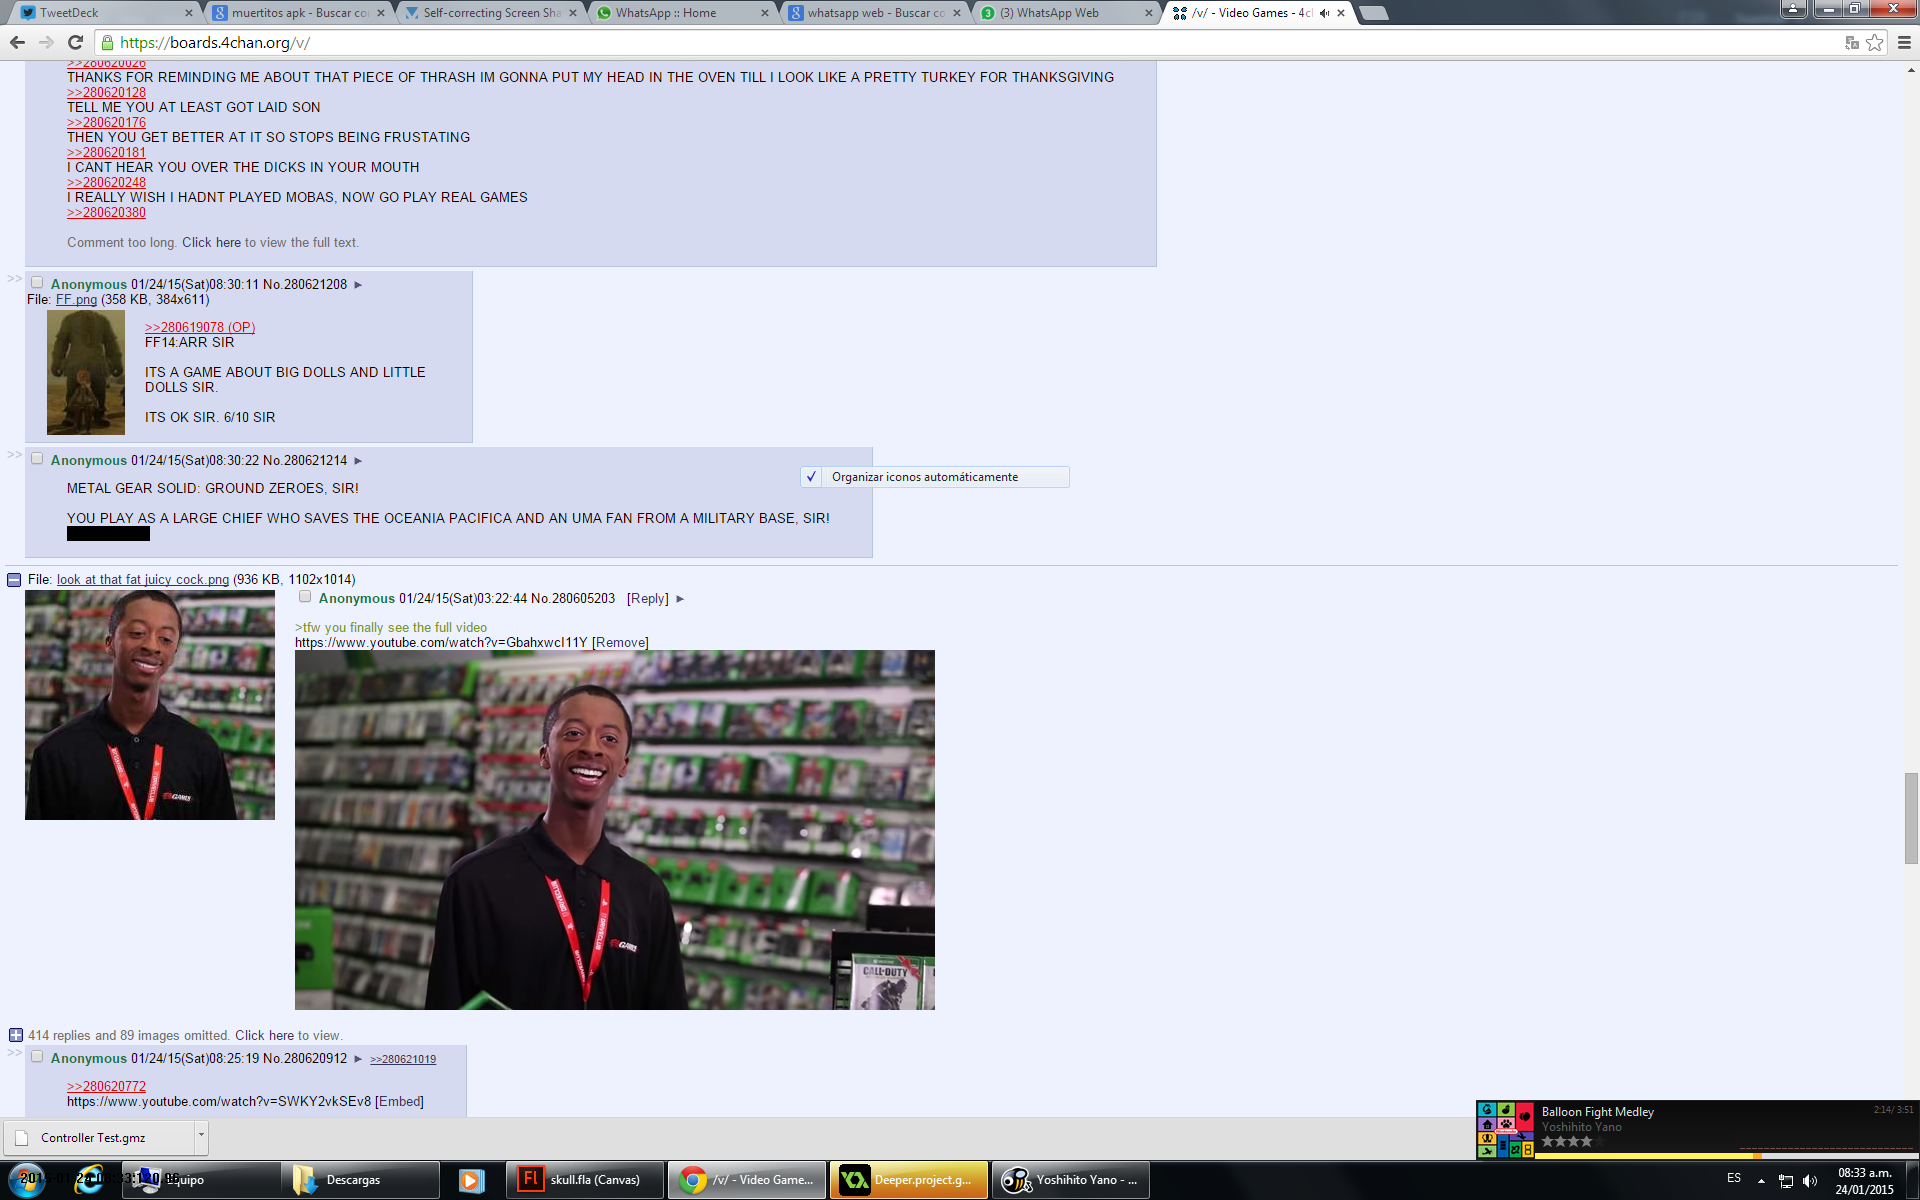 TweetDeck
muertitos apk - Buscar co
Self-correcting Screen Sha
WhatsApp :: Home
whatsapp web - Buscar co
(3) WhatsApp Web
/v/ - Video Games - 4cl
https://boards.4chan.org/v/
>>280620026
THANKS FOR REMINDING ME ABOUT THAT PIECE OF THRASH IM GONNA PUT MY HEAD IN THE OVEN TILL I LOOK LIKE A PRETTY TURKEY FOR THANKSGIVING
>>280620128
TELL ME YOU AT LEAST GOT LAID SON
>>280620176
THEN YOU GET BETTER AT IT SO STOPS BEING FRUSTATING
>>280620181
I CANT HEAR YOU OVER THE DICKS IN YOUR MOUTH
>>280620248
I REALLY WISH I HADNT PLAYED MOBAS, NOW GO PLAY REAL GAMES
>>280620380
Comment too long. Click here to view the full text.
>> Anonymous 01/24/15(Sat)08:30:11 No.280621208 ►
File: FF.png (358 KB, 384x611)
>>280619078 (OP)
FF14:ARR SIR
ITS A GAME ABOUT BIG DOLLS AND LITTLE
DOLLS SIR.
ITS OK SIR. 6/10 SIR
>> Anonymous 01/24/15(Sat)08:30:22 No.280621214 ►
METAL GEAR SOLID: GROUND ZEROES, SIR!
YOU PLAY AS A LARGE CHIEF WHO SAVES THE OCEANIA PACIFICA AND AN UMA FAN FROM A MILITARY BASE, SIR!
Organizar iconos automáticamente
File: look at that fat juicy cock.png (936 KB, 1102x1014)
Anonymous 01/24/15(Sat)03:22:44 No.280605203 [Reply] ►
>tfw you finally see the full video
https://www.youtube.com/watch?v=GbahxwcI11Y [Remove]
GAMES
DRIVECLUB
GAMES
CALL·DUTY
414 replies and 89 images omitted. Click here to view.
>> Anonymous 01/24/15(Sat)08:25:19 No.280620912 ► >>280621019
>>280620772
https://www.youtube.com/watch?v=SWKY2vkSEv8 [Embed]
Controller Test.gmz
Balloon Fight Medley
2:14/ 3:51
Yoshihito Yano
Equipo
Descargas
skull.fla (Canvas)
/v/ - Video Game...
Deeper.project.g...
Yoshihito Yano - ...
ES
08:33 a.m.
24/01/2015